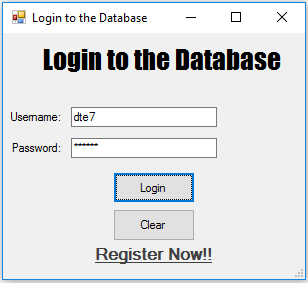 Login to the Database
Login to the Database
Username: dte7
Password: ******
Login
Clear
Register Now!!